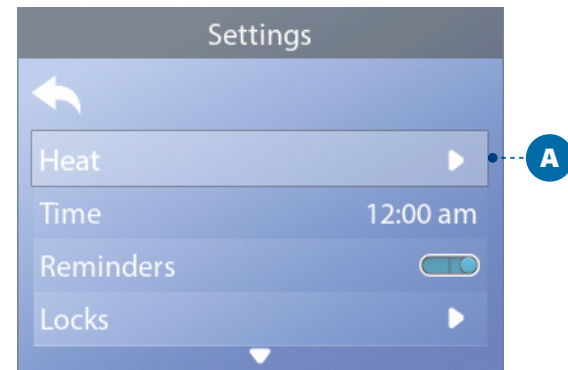 Settings
Heat
A
Time 12:00 am
Reminders
Locks